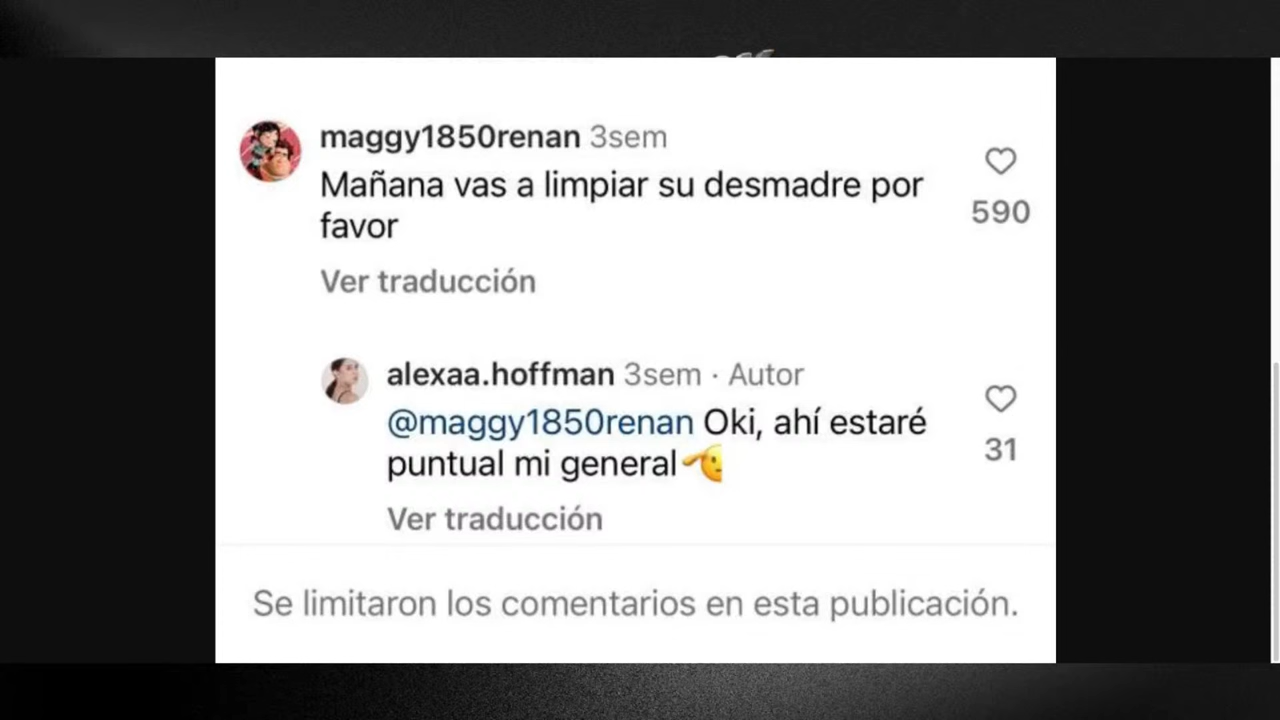 maggy1850renan 3sem
Mañana vas a limpiar su desmadre por
favor
590
Ver traducción
alexaa.hoffman 3sem · Autor
@maggy1850renan Oki, ahí estaré
puntual mi general
31
Ver traducción
Se limitaron los comentarios en esta publicación.